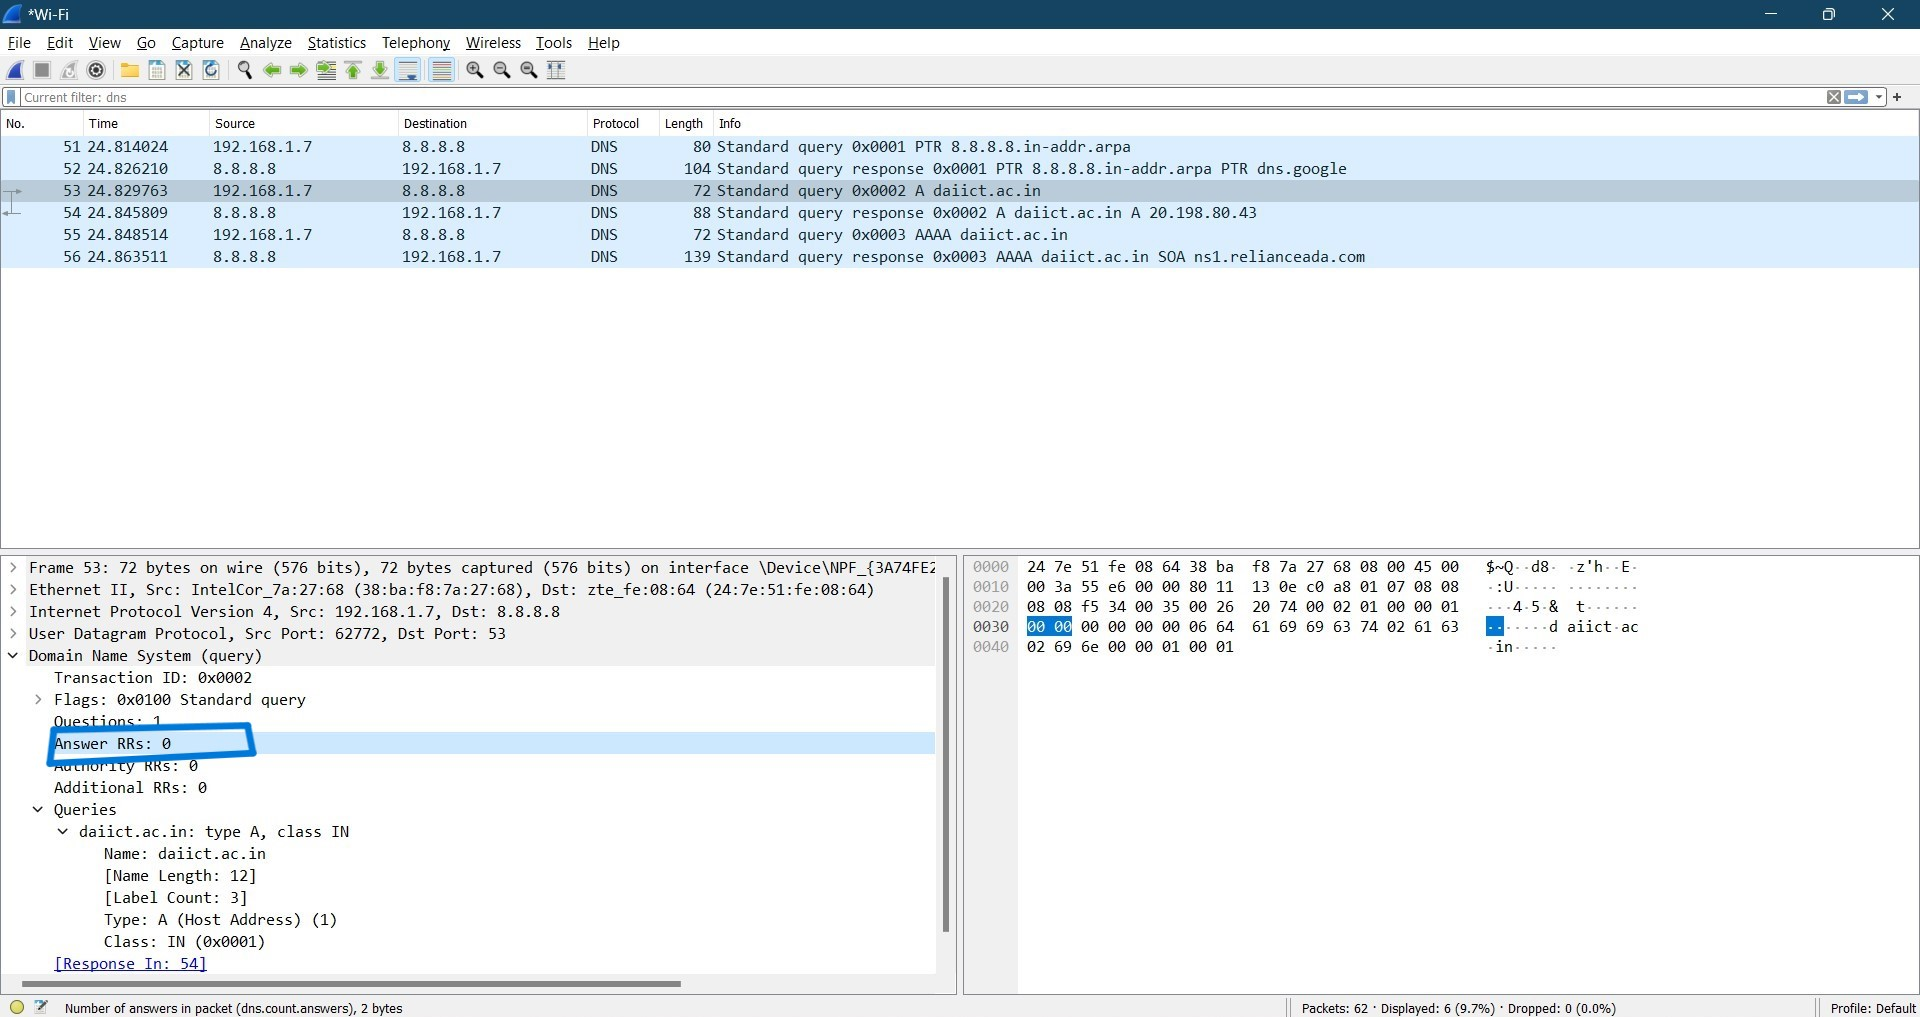 *Wi-Fi
File Edit View Go Capture Analyze Statistics Telephony Wireless Tools Help
Current filter: dns
No. Time Source Destination Protocol Length Info
51 24.814024 192.168.1.7 8.8.8.8 DNS 80 Standard query 0x0001 PTR 8.8.8.8.in-addr.arpa
52 24.826210 8.8.8.8 192.168.1.7 DNS 104 Standard query response 0x0001 PTR 8.8.8.8.in-addr.arpa PTR dns.google
53 24.829763 192.168.1.7 8.8.8.8 DNS 72 Standard query 0x0002 A daiict.ac.in
54 24.845809 8.8.8.8 192.168.1.7 DNS 88 Standard query response 0x0002 A daiict.ac.in A 20.198.80.43
55 24.848514 192.168.1.7 8.8.8.8 DNS 72 Standard query 0x0003 AAAA daiict.ac.in
56 24.863511 8.8.8.8 192.168.1.7 DNS 139 Standard query response 0x0003 AAAA daiict.ac.in SOA ns1.relianceada.com
Frame 53: 72 bytes on wire (576 bits), 72 bytes captured (576 bits) on interface \Device\NPF_{3A74FE2
Ethernet II, Src: IntelCor_7a:27:68 (38:ba:f8:7a:27:68), Dst: zte_fe:08:64 (24:7e:51:fe:08:64)
Internet Protocol Version 4, Src: 192.168.1.7, Dst: 8.8.8.8
User Datagram Protocol, Src Port: 62772, Dst Port: 53
Domain Name System (query)
Transaction ID: 0x0002
Flags: 0x0100 Standard query
Questions: 1
Answer RRs: 0
Authority RRs: 0
Additional RRs: 0
Queries
daiict.ac.in: type A, class IN
Name: daiict.ac.in
[Name Length: 12]
[Label Count: 3]
Type: A (Host Address) (1)
Class: IN (0x0001)
[Response In: 54]
0000 24 7e 51 fe 08 64 38 ba f8 7a 27 68 08 00 45 00 $~Q··d8· ·z'h··E·
0010 00 3a 55 e6 00 00 80 11 13 0e c0 a8 01 07 08 08 ·:U····· ········
0020 08 08 f5 34 00 35 00 26 20 74 00 02 01 00 00 01 ···4·5·& t······
0030 00 00 00 00 00 00 06 64 61 69 69 63 74 02 61 63 ·······d aiict·ac
0040 02 69 6e 00 00 01 00 01 ·in·····
Number of answers in packet (dns.count.answers), 2 bytes
Packets: 62 · Displayed: 6 (9.7%) · Dropped: 0 (0.0%)
Profile: Default